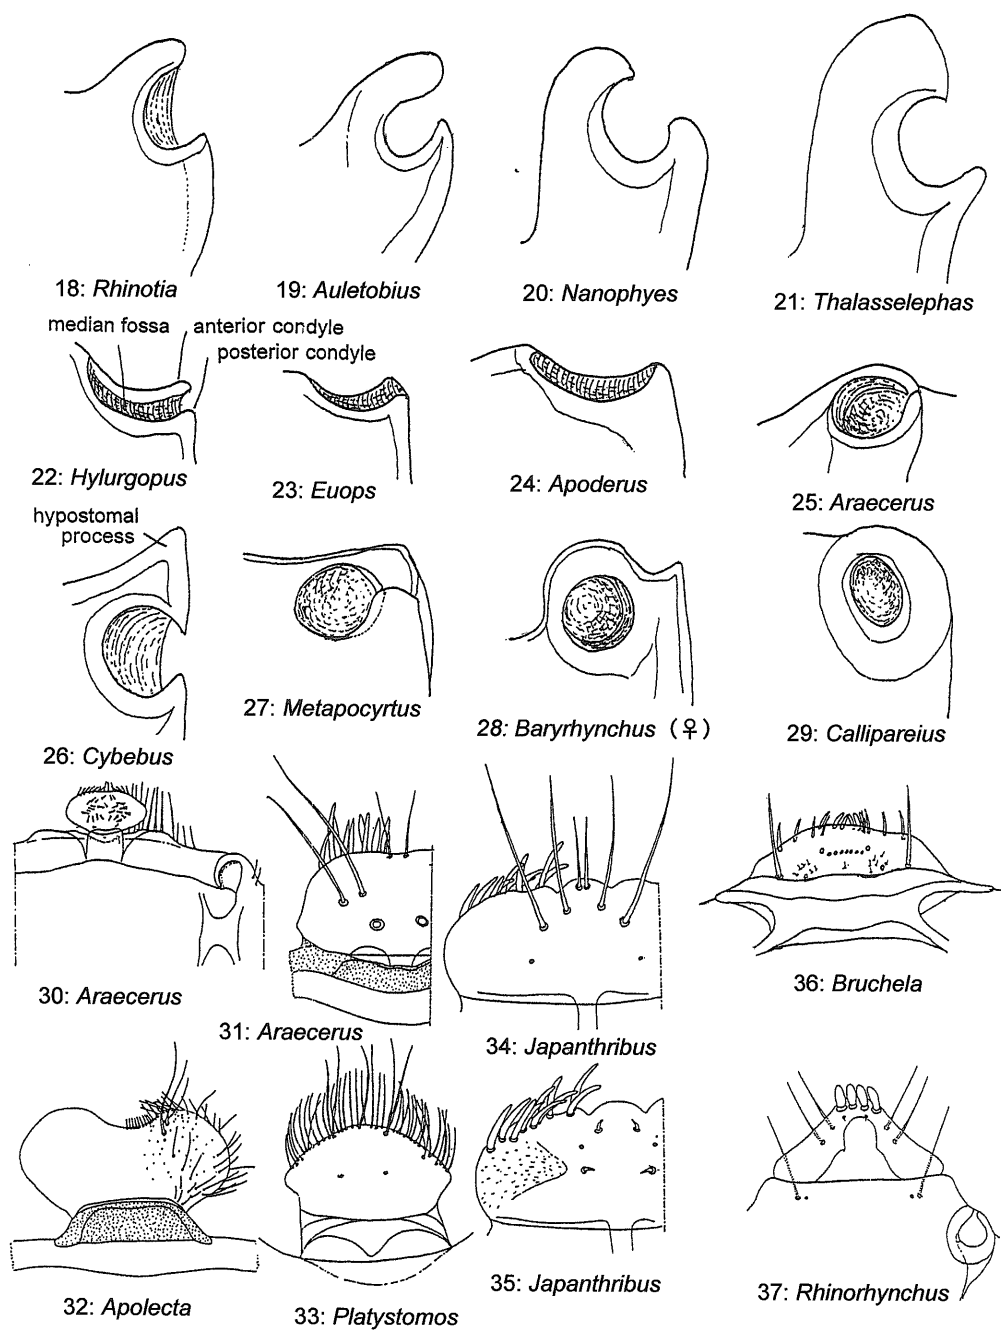 18: Rhinotia
19: Auletobius
20: Nanophyes
21: Thalasselephas
median fossa
anterior condyle
posterior condyle
22: Hylurgopus
23: Euops
24: Apoderus
25: Araecerus
hypostomal
process
26: Cybebus
27: Metapocyrtus
28: Baryrhynchus (♀)
29: Callipareius
30: Araecerus
31: Araecerus
34: Japanthribus
36: Bruchela
32: Apolecta
33: Platystomos
35: Japanthribus
37: Rhinorhynchus